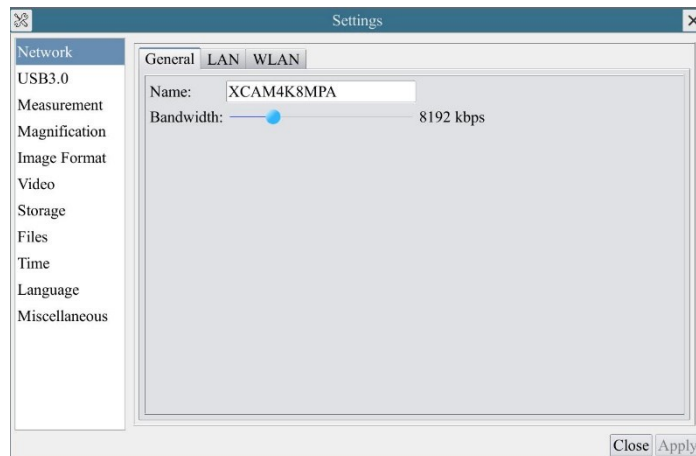 Settings
Network
USB3.0
Measurement
Magnification
Image Format
Video
Storage
Files
Time
Language
Miscellaneous
General LAN WLAN
Name: XCAM4K8MPA
Bandwidth: 8192 kbps
Close Apply